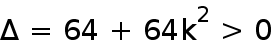 Δ = 64 + 64k² > 0